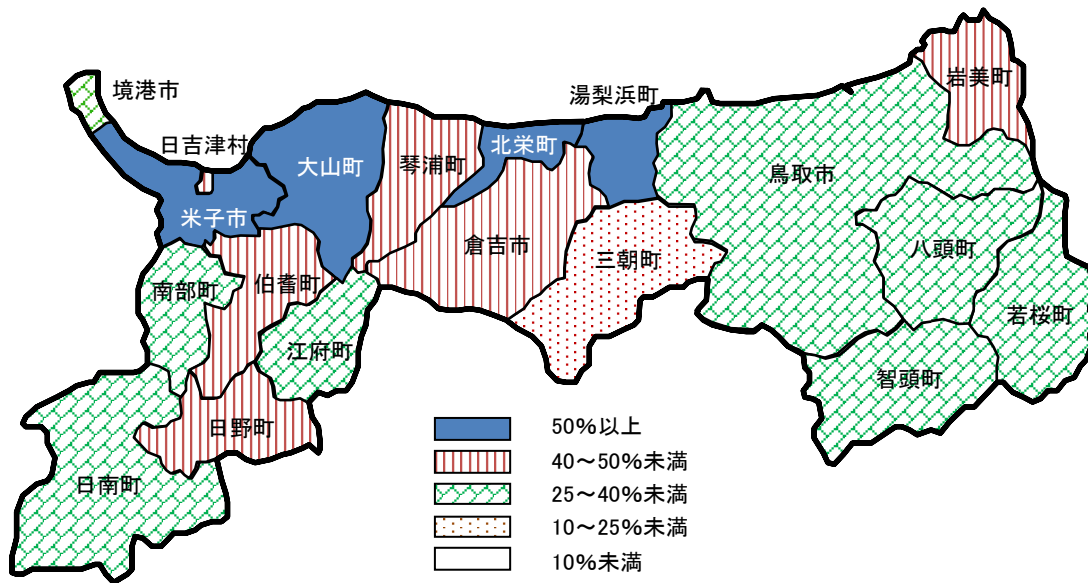 境港市
日吉津村
湯梨浜町
岩美町
大山町
琴浦町
北栄町
鳥取市
米子市
倉吉市
三朝町
八頭町
南部町
伯耆町
若桜町
江府町
智頭町
日野町
日南町
50%以上
40～50%未満
25～40%未満
10～25%未満
10%未満